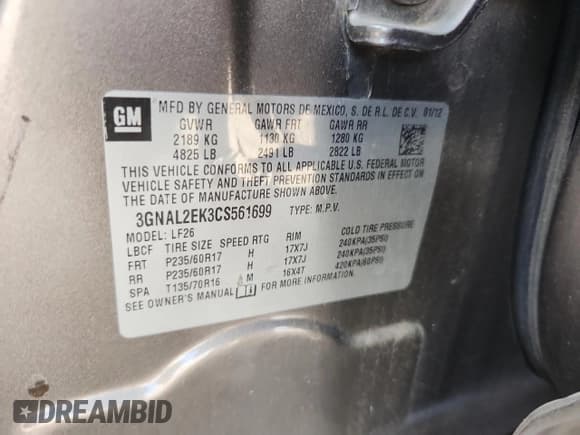 GM
MFD BY GENERAL MOTORS DE MEXICO, S. DE R.L. DE C.V. 01/12
GVWR GAWR FRT GAWR RR
2189 KG 1130 KG 1280 KG
4825 LB 2491 LB 2822 LB
THIS VEHICLE CONFORMS TO ALL APPLICABLE U.S. FEDERAL MOTOR
VEHICLE SAFETY AND THEFT PREVENTION STANDARDS IN EFFECT ON
THE DATE OF MANUFACTURE SHOWN ABOVE.
3GNAL2EK3CS561699 TYPE: M.P.V.
MODEL: LF26
LBCF TIRE SIZE SPEED RTG RIM COLD TIRE PRESSURE
FRT P235/60R17 H 17X7J 240KPA(35PSI)
RR P235/60R17 H 17X7J 240KPA(35PSI)
SPA T135/70R16 M 16X4T 420KPA(60PSI)
SEE OWNER'S MANUAL FOR MORE INFORMATION.
DREAMBID